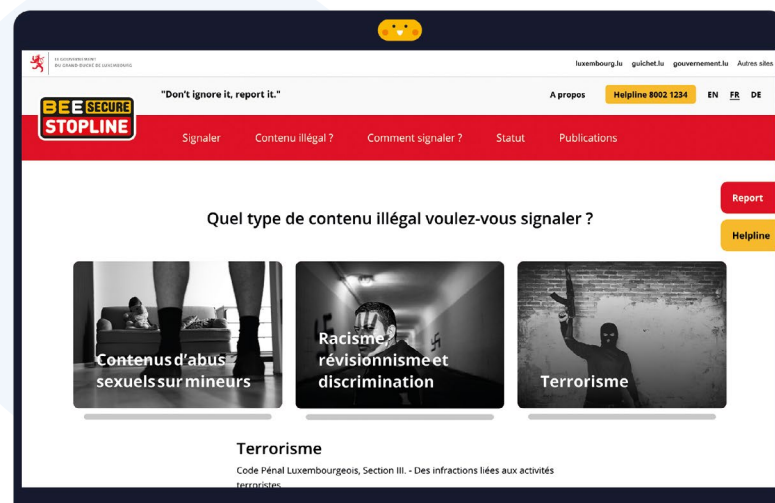 LE GOUVERNEMENT
DU GRAND-DUCHÉ DE LUXEMBOURG
luxembourg.lu guichet.lu gouvernement.lu Autres sites
"Don't ignore it, report it."
A propos Helpline 8002 1234 EN FR DE
BEE SECURE
STOPLINE
Signaler Contenu illégal ? Comment signaler ? Statut Publications
Report
Helpline
Quel type de contenu illégal voulez-vous signaler ?
Contenus d'abus
sexuels sur mineurs
Racisme,
révisionnisme et
discrimination
Terrorisme
Terrorisme
Code Pénal Luxembourgeois, Section III. - Des infractions liées aux activités
terroristes